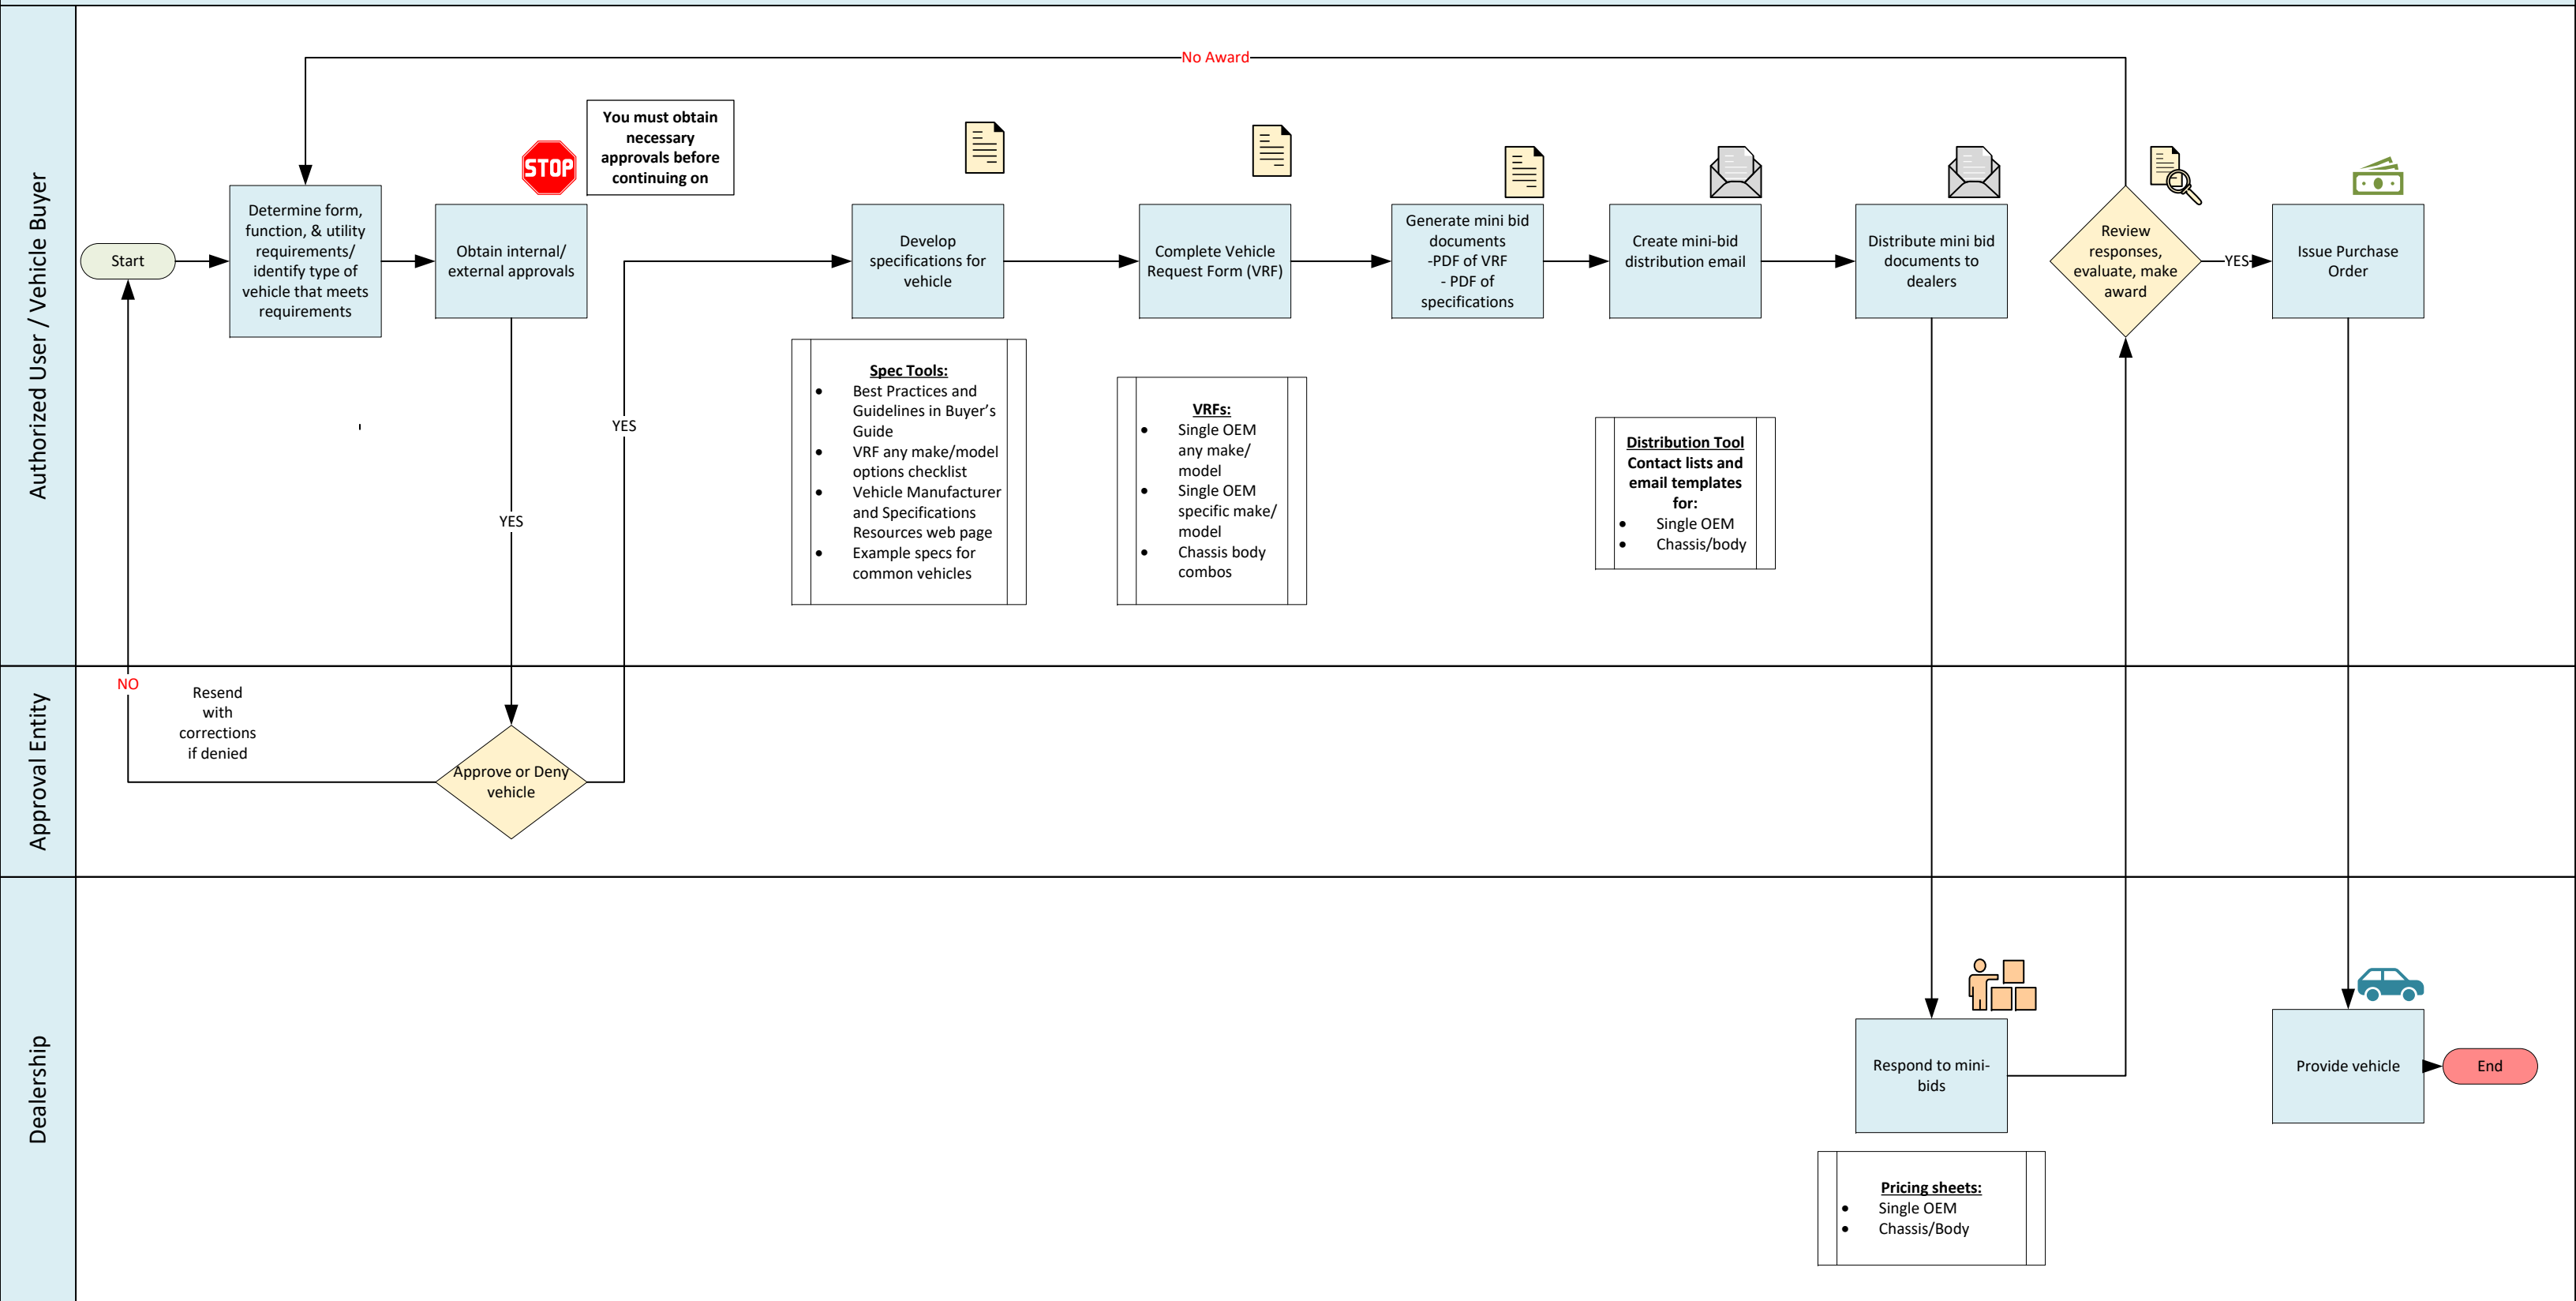 Authorized User / Vehicle Buyer
No Award
Start
Determine form,
function, & utility
requirements/
identify type of
vehicle that meets
requirements
STOP
You must obtain
necessary
approvals before
continuing on
Obtain internal/
external approvals
YES
YES
Develop
specifications for
vehicle
Spec Tools:
• Best Practices and
Guidelines in Buyer’s
Guide
• VRF any make/model
options checklist
• Vehicle Manufacturer
and Specifications
Resources web page
• Example specs for
common vehicles
Complete Vehicle
Request Form (VRF)
VRFs:
• Single OEM
any make/
model
• Single OEM
specific make/
model
• Chassis body
combos
Generate mini bid
documents
-PDF of VRF
- PDF of
specifications
Create mini-bid
distribution email
Distribution Tool
Contact lists and
email templates
for:
• Single OEM
• Chassis/body
Distribute mini bid
documents to
dealers
Review
responses,
evaluate, make
award
YES
Issue Purchase
Order
Approval Entity
NO
Resend
with
corrections
if denied
Approve or Deny
vehicle
Dealership
Respond to mini-
bids
Pricing sheets:
• Single OEM
• Chassis/Body
Provide vehicle
End